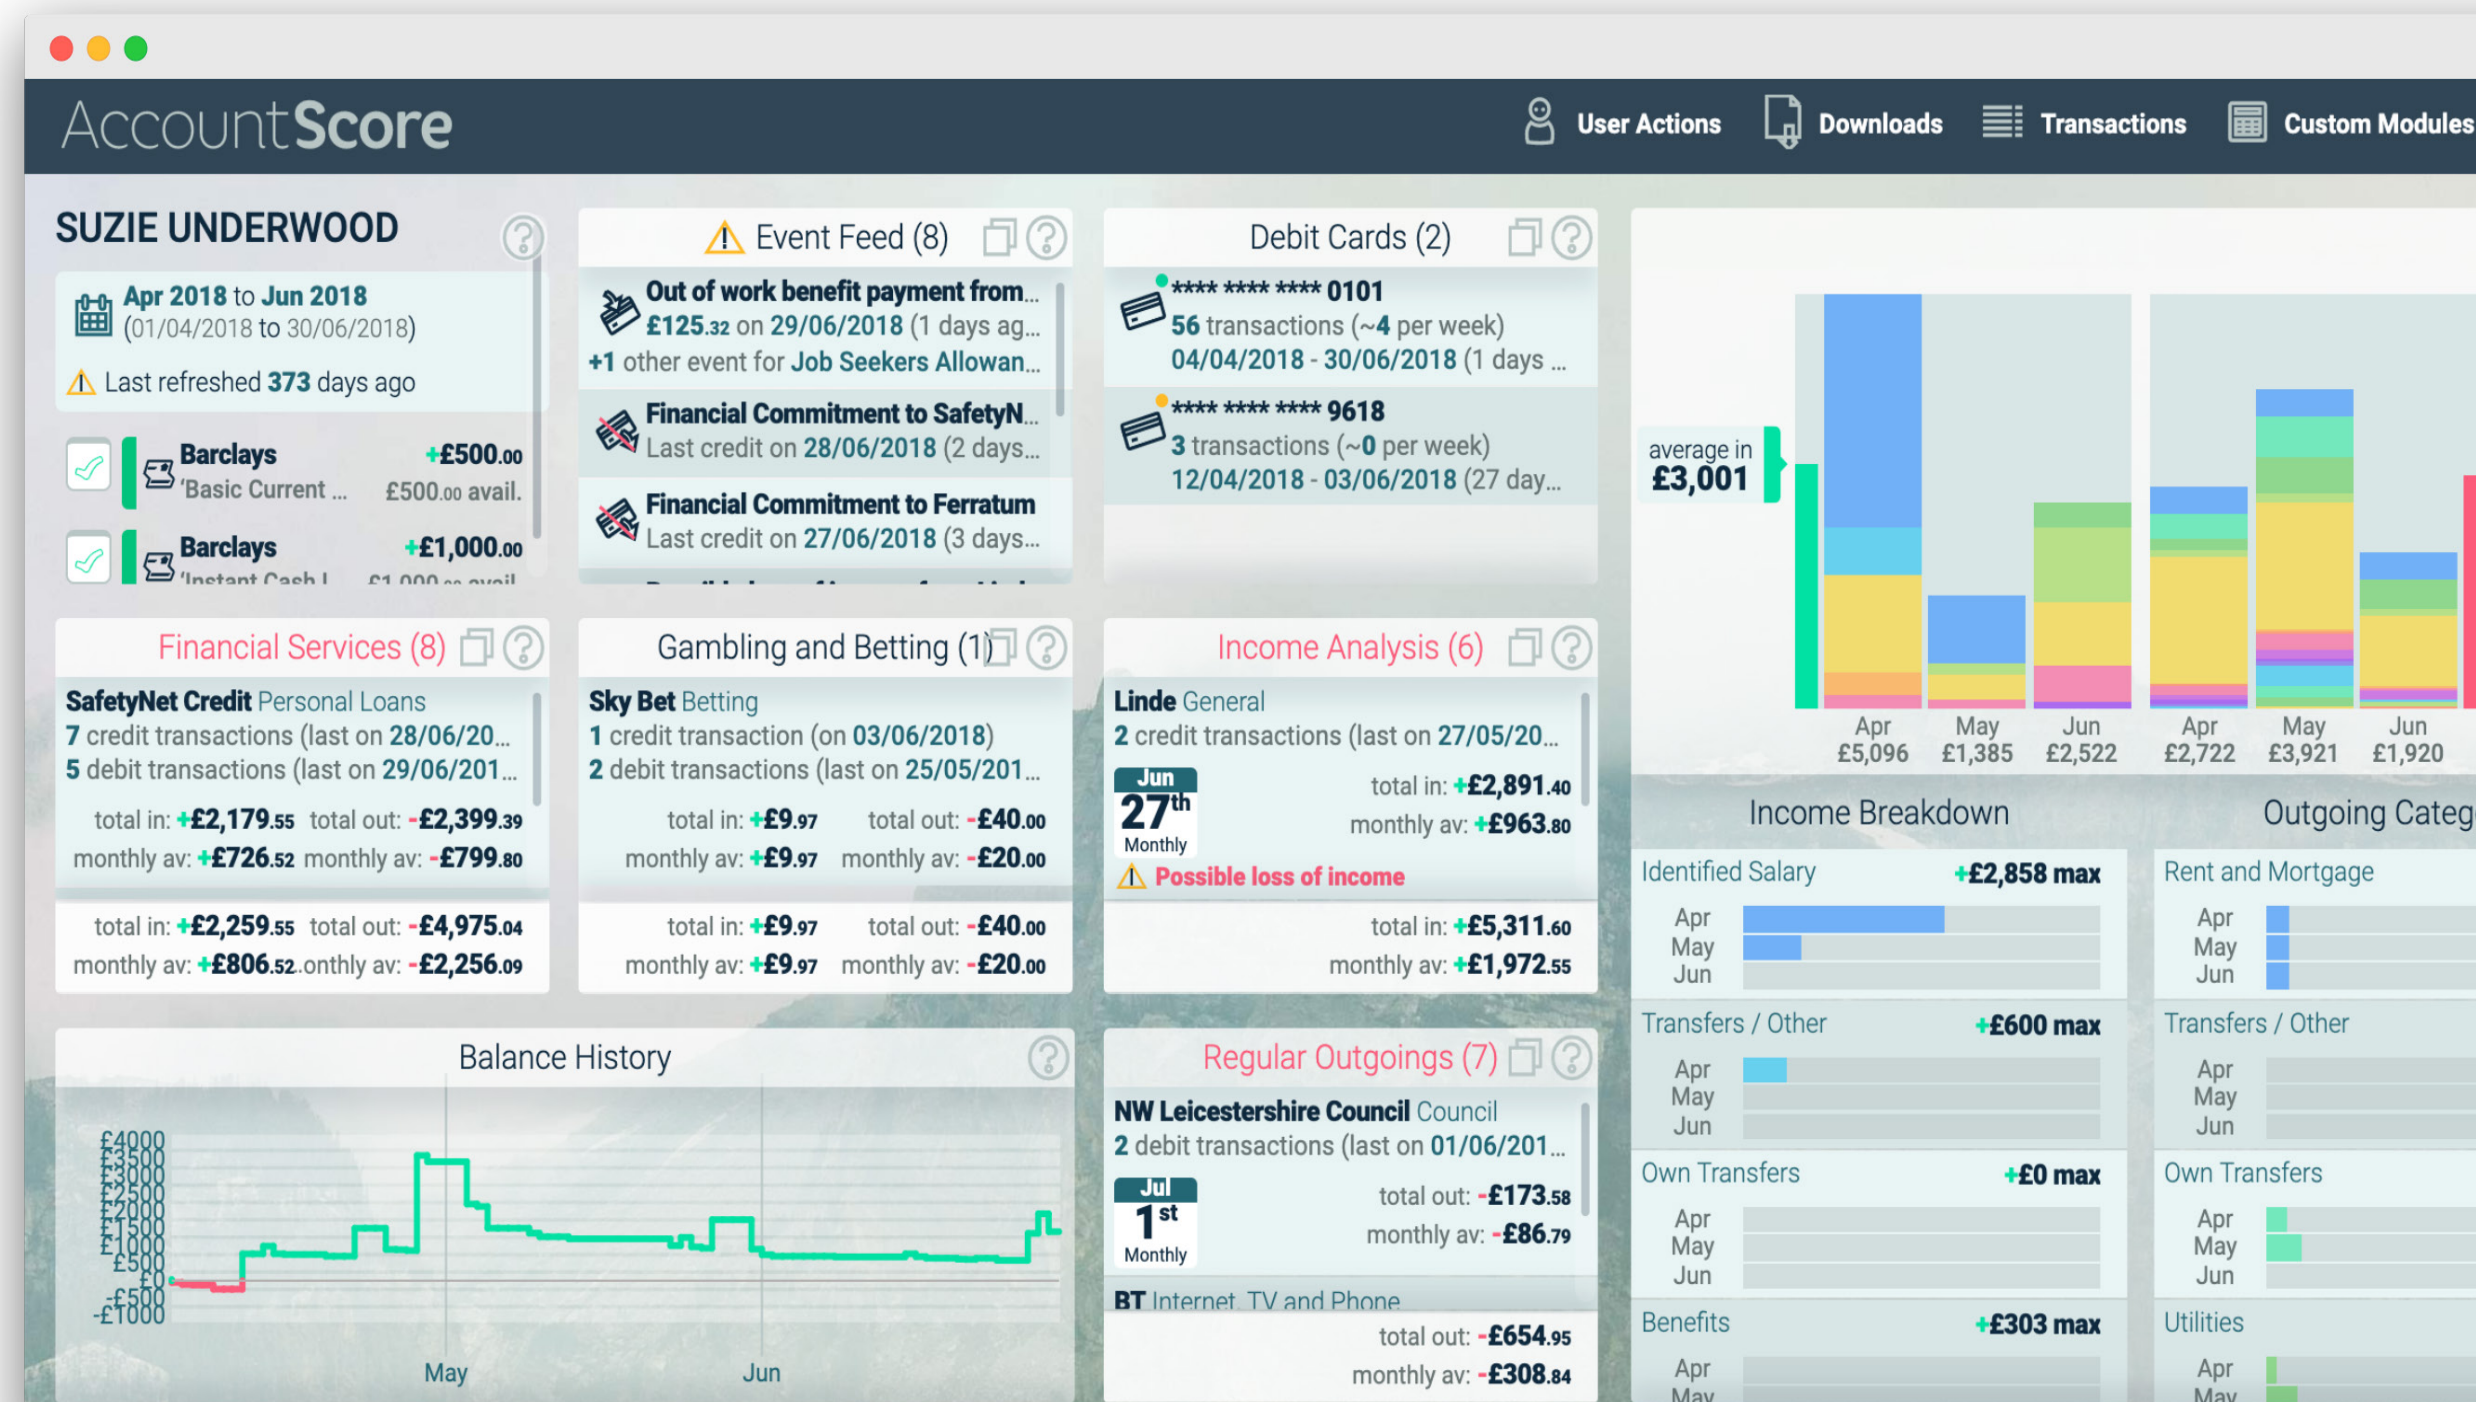 AccountScore
User Actions
Downloads
Transactions
Custom Modules
SUZIE UNDERWOOD
Apr 2018 to Jun 2018
(01/04/2018 to 30/06/2018)
Last refreshed 373 days ago
Barclays +£500.00
'Basic Current ... £500.00 avail.
Barclays +£1,000.00
'Instant Cash I... £1,000.00 avail.
Event Feed (8)
Out of work benefit payment from...
£125.32 on 29/06/2018 (1 days ag...
+1 other event for Job Seekers Allowan...
Financial Commitment to SafetyN...
Last credit on 28/06/2018 (2 days...
Financial Commitment to Ferratum
Last credit on 27/06/2018 (3 days...
Debit Cards (2)
**** **** **** 0101
56 transactions (~4 per week)
04/04/2018 - 30/06/2018 (1 days ...
**** **** **** 9618
3 transactions (~0 per week)
12/04/2018 - 03/06/2018 (27 day...
average in
£3,001
Apr May Jun Apr May Jun
£5,096 £1,385 £2,522 £2,722 £3,921 £1,920
Financial Services (8)
SafetyNet Credit Personal Loans
7 credit transactions (last on 28/06/20...
5 debit transactions (last on 29/06/201...
total in: +£2,179.55 total out: -£2,399.39
monthly av: +£726.52 monthly av: -£799.80
total in: +£2,259.55 total out: -£4,975.04
monthly av: +£806.52..onthly av: -£2,256.09
Gambling and Betting (1)
Sky Bet Betting
1 credit transaction (on 03/06/2018)
2 debit transactions (last on 25/05/201...
total in: +£9.97 total out: -£40.00
monthly av: +£9.97 monthly av: -£20.00
total in: +£9.97 total out: -£40.00
monthly av: +£9.97 monthly av: -£20.00
Income Analysis (6)
Linde General
2 credit transactions (last on 27/05/20...
Jun
27th
Monthly
total in: +£2,891.40
monthly av: +£963.80
Possible loss of income
total in: +£5,311.60
monthly av: +£1,972.55
Balance History
£4000
£3500
£3000
£2500
£2000
£1500
£1000
£500
£0
-£500
-£1000
May Jun
Regular Outgoings (7)
NW Leicestershire Council Council
2 debit transactions (last on 01/06/201...
Jul
1st
Monthly
total out: -£173.58
monthly av: -£86.79
BT Internet, TV and Phone
total out: -£654.95
monthly av: -£308.84
Income Breakdown
Identified Salary +£2,858 max
Apr
May
Jun
Transfers / Other +£600 max
Apr
May
Jun
Own Transfers +£0 max
Apr
May
Jun
Benefits +£303 max
Apr
May
Outgoing Categ
Rent and Mortgage
Apr
May
Jun
Transfers / Other
Apr
May
Jun
Own Transfers
Apr
May
Jun
Utilities
Apr
May